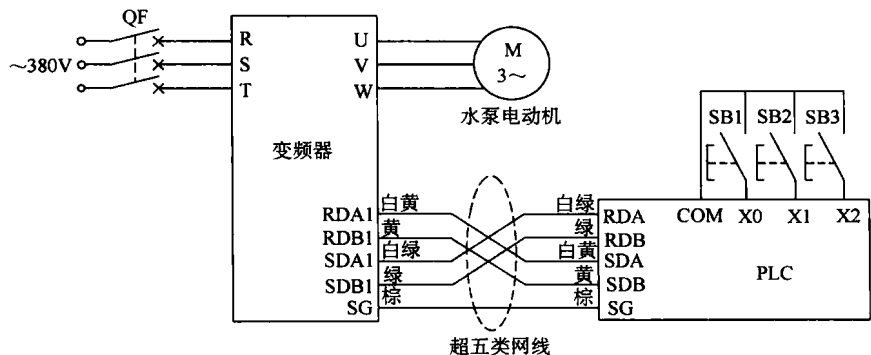 QF
~380V
R
S
T
U
V
W
M
3~
水泵电动机
变频器
RDA1
RDB1
SDA1
SDB1
SG
白黄
黄
白绿
绿
棕
白绿
绿
白黄
黄
棕
RDA
RDB
SDA
SDB
SG
SB1
SB2
SB3
COM
X0
X1
X2
PLC
超五类网线